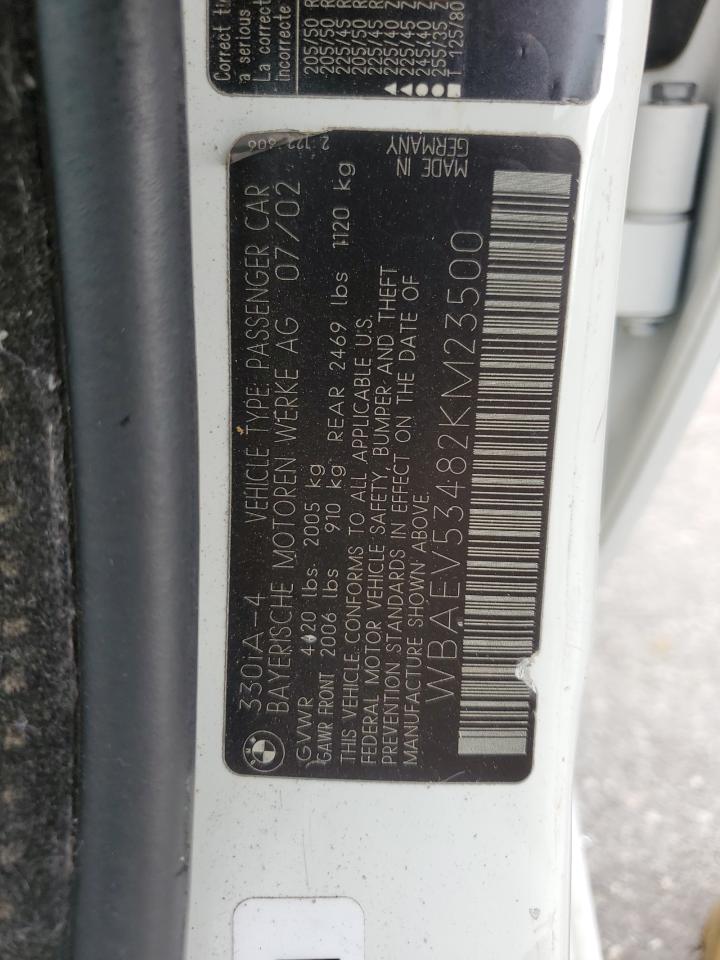 Correct ti
a serious
La correct
Incorrecte
205/50 R
205/50 R
225/45 R
205/50 R
225/45 Z
225/40 Z
245/40 Z
255/35 Z
T 125/80
2 122 606
330iA-4 VEHICLE TYPE: PASSENGER CAR
BAYERISCHE MOTOREN WERKE AG 07/02
GVWR lbs. 2005 kg
GAWR FRONT 2006 lbs 910 kg REAR 2469 lbs 1120 kg
THIS VEHICLE CONFORMS TO ALL APPLICABLE U.S.
FEDERAL MOTOR VEHICLE SAFETY, BUMPER AND THEFT
PREVENTION STANDARDS IN EFFECT ON THE DATE OF
MANUFACTURE SHOWN ABOVE.
WBAEV53482KM23500
MADE IN
GERMANY